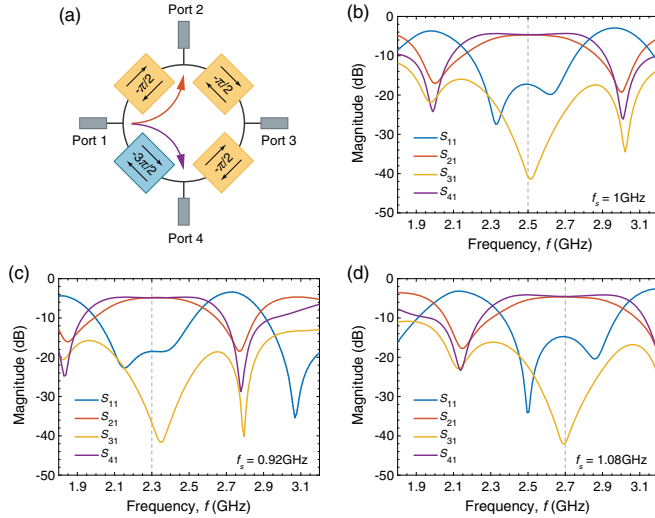 (a)
Port 2
-π/2
-π/2
Port 1
Port 3
-3π/2
-π/2
Port 4
(b)
0
-10
-20
-30
-40
-50
Magnitude (dB)
S11
S21
S31
S41
fs = 1GHz
1.9 2.2 2.5 2.8 3.1
Frequency, f (GHz)
(c)
0
-10
-20
-30
-40
-50
Magnitude (dB)
S11
S21
S31
S41
fs = 0.92GHz
1.9 2.1 2.3 2.5 2.7 2.9 3.1
Frequency, f (GHz)
(d)
0
-10
-20
-30
-40
-50
Magnitude (dB)
S11
S21
S31
S41
fs = 1.08GHz
1.9 2.1 2.3 2.5 2.7 2.9 3.1
Frequency, f (GHz)